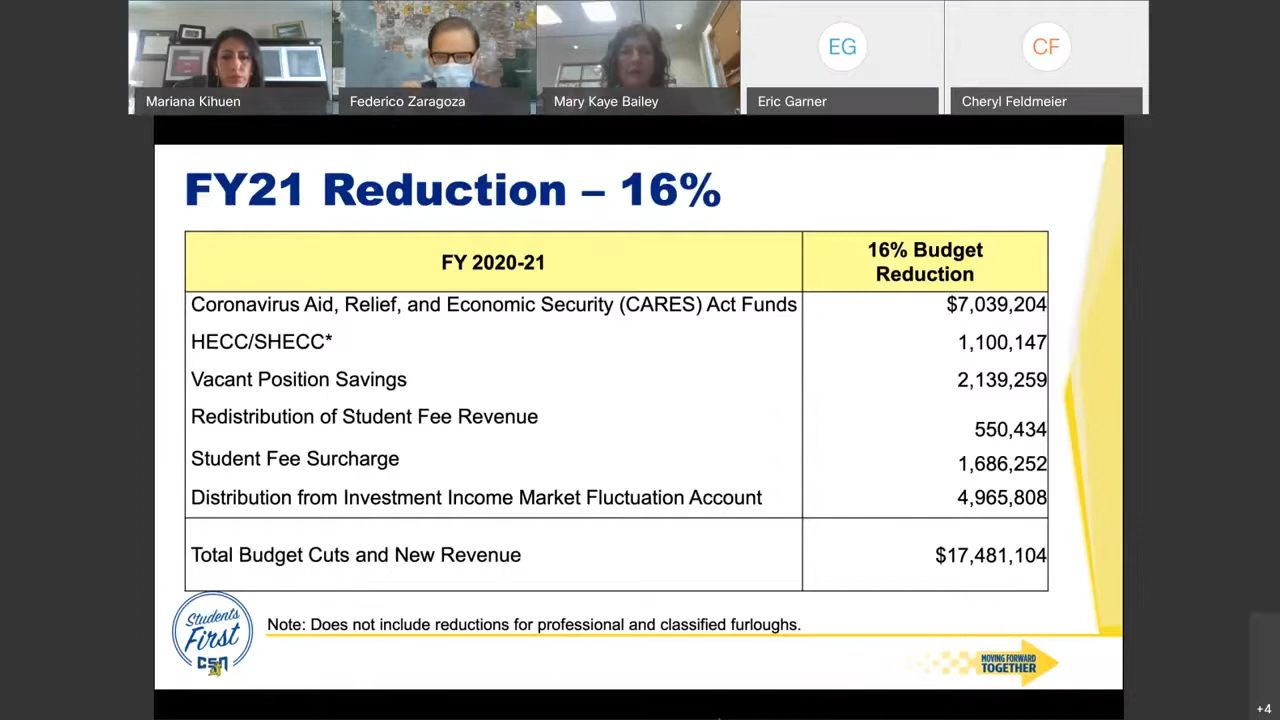 EG
CF
Mariana Kihuen
Federico Zaragoza
Mary Kaye Bailey
Eric Garner
Cheryl Feldmeier
FY21 Reduction – 16%
FY 2020-21
16% Budget
Reduction
Coronavirus Aid, Relief, and Economic Security (CARES) Act Funds
$7,039,204
HECC/SHECC*
1,100,147
Vacant Position Savings
2,139,259
Redistribution of Student Fee Revenue
550,434
Student Fee Surcharge
1,686,252
Distribution from Investment Income Market Fluctuation Account
4,965,808
Total Budget Cuts and New Revenue
$17,481,104
Students
First
CSN
Note: Does not include reductions for professional and classified furloughs.
MOVING FORWARD
TOGETHER
+4